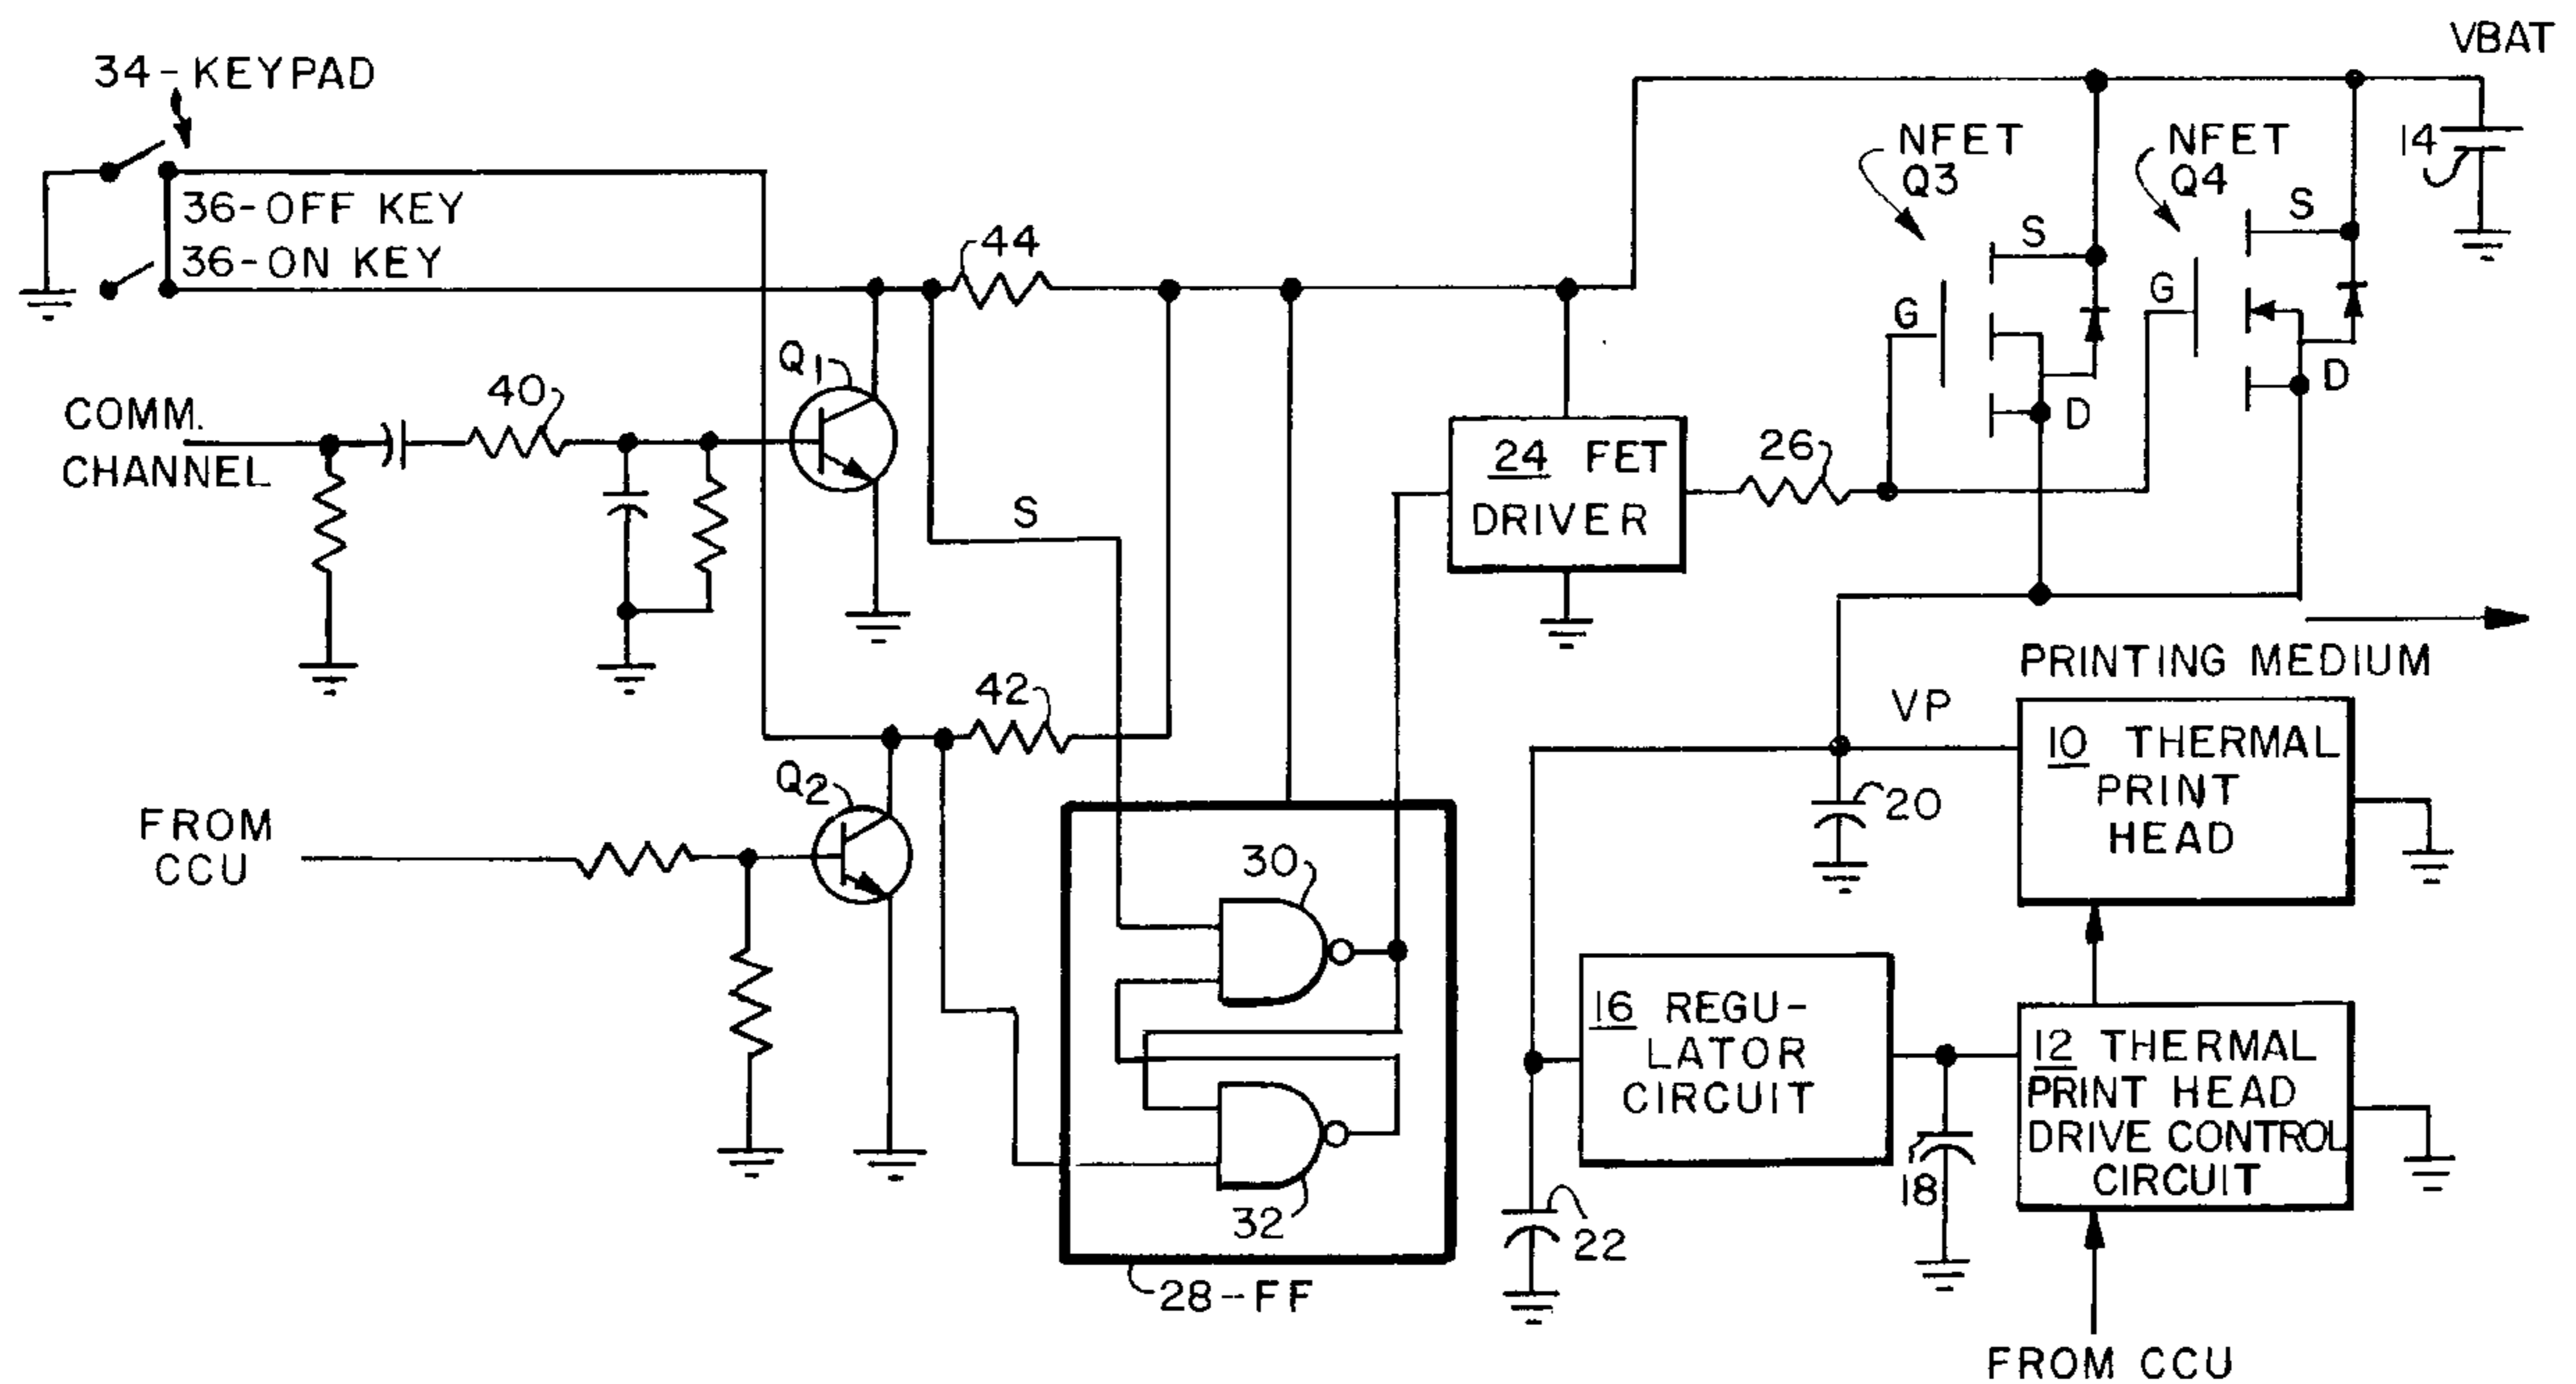 VBAT
34-KEYPAD
36-OFF KEY
36-ON KEY
44
NFET
Q3
NFET
Q4
14
S
S
G
G
D
D
COMM.
CHANNEL
40
Q1
S
24 FET
DRIVER
26
PRINTING MEDIUM
42
VP
10 THERMAL
PRINT
HEAD
20
FROM
CCU
Q2
30
32
28-FF
16 REGU-
LATOR
CIRCUIT
22
18
12 THERMAL
PRINT HEAD
DRIVE CONTROL
CIRCUIT
FROM CCU